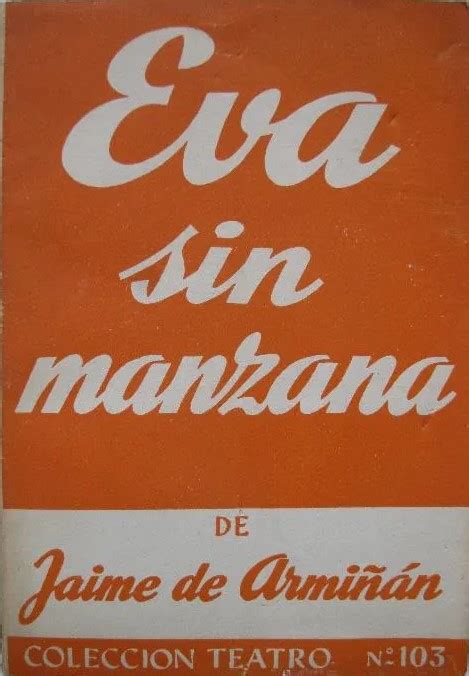 Eva
sin
manzana
DE
Jaime de Armiñán
COLECCION TEATRO Nº 103